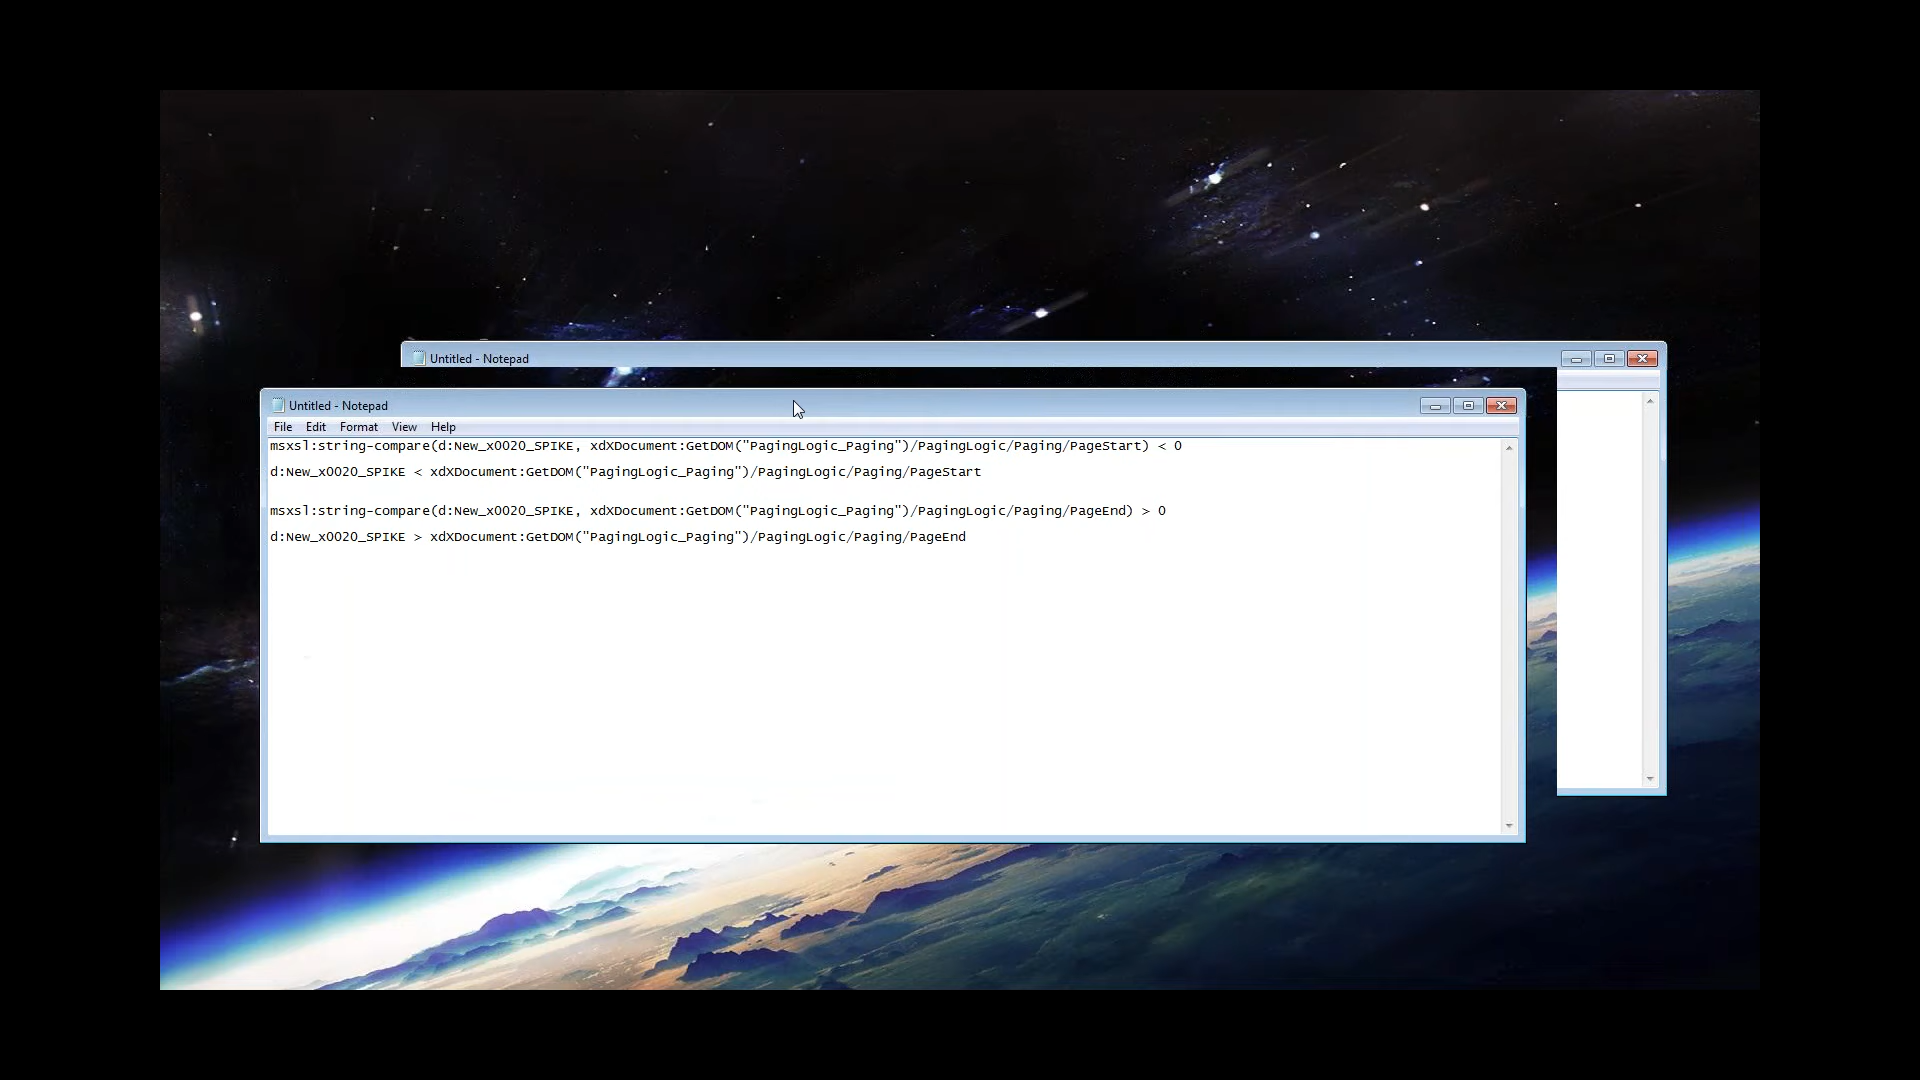 Untitled - Notepad
Untitled - Notepad
File Edit Format View Help
msxsl:string-compare(d:New_x0020_SPIKE, xdXDocument:GetDOM("PagingLogic_Paging")/PagingLogic/Paging/PageStart) < 0
d:New_x0020_SPIKE < xdXDocument:GetDOM("PagingLogic_Paging")/PagingLogic/Paging/PageStart
msxsl:string-compare(d:New_x0020_SPIKE, xdXDocument:GetDOM("PagingLogic_Paging")/PagingLogic/Paging/PageEnd) > 0
d:New_x0020_SPIKE > xdXDocument:GetDOM("PagingLogic_Paging")/PagingLogic/Paging/PageEnd